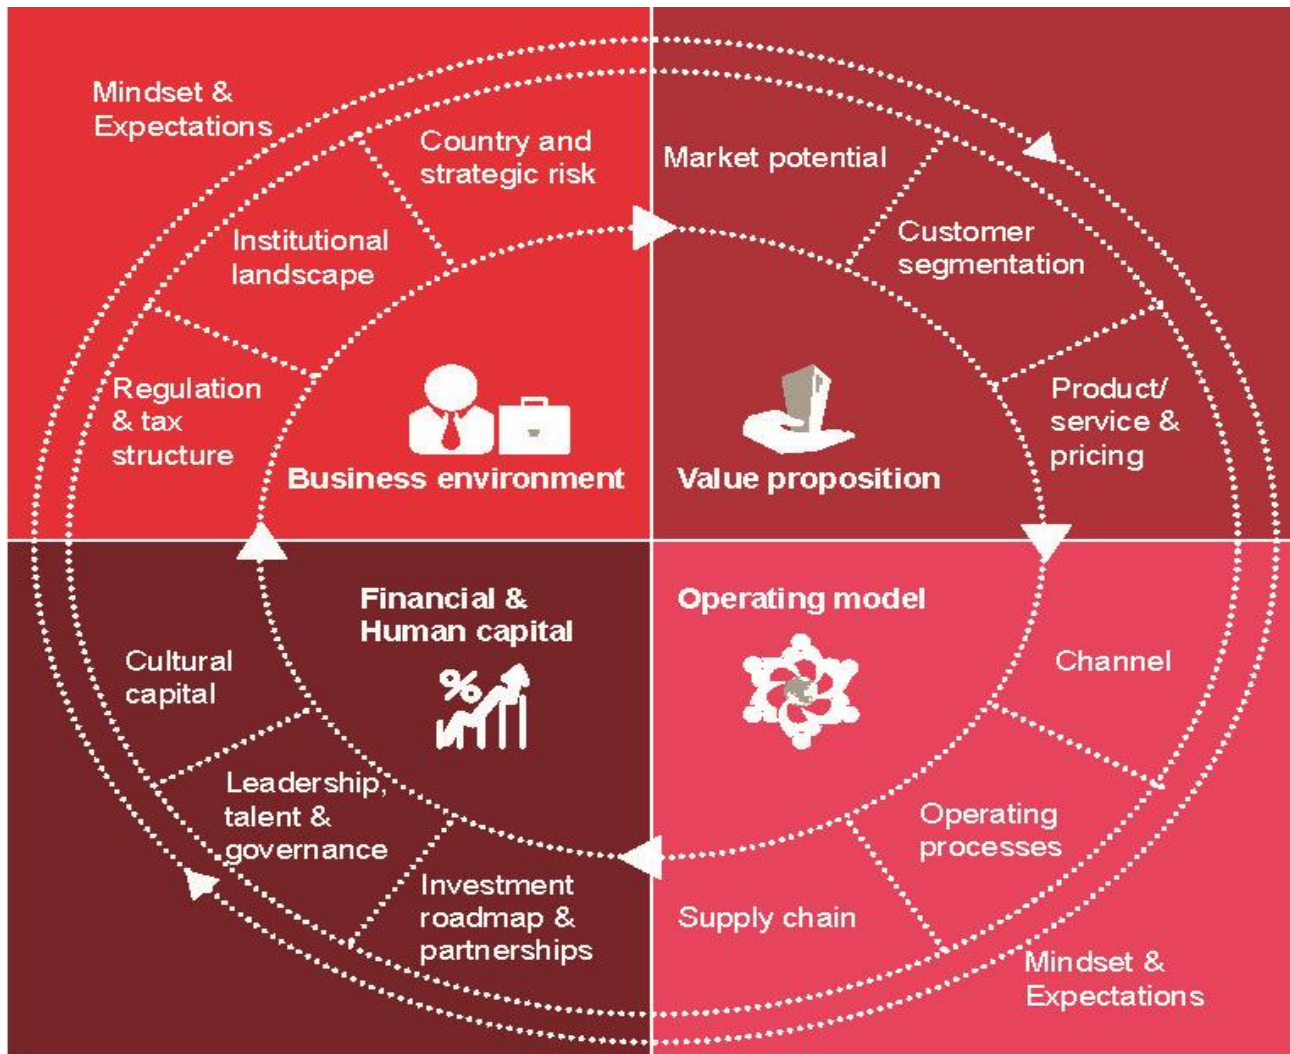 Mindset &
Expectations
Country and
strategic risk
Institutional
landscape
Regulation
& tax
structure
Business environment
Market potential
Customer
segmentation
Product/
service &
pricing
Value proposition
Financial &
Human capital
%
Cultural
capital
Leadership,
talent &
governance
Investment
roadmap &
partnerships
Operating model
Channel
Operating
processes
Supply chain
Mindset &
Expectations